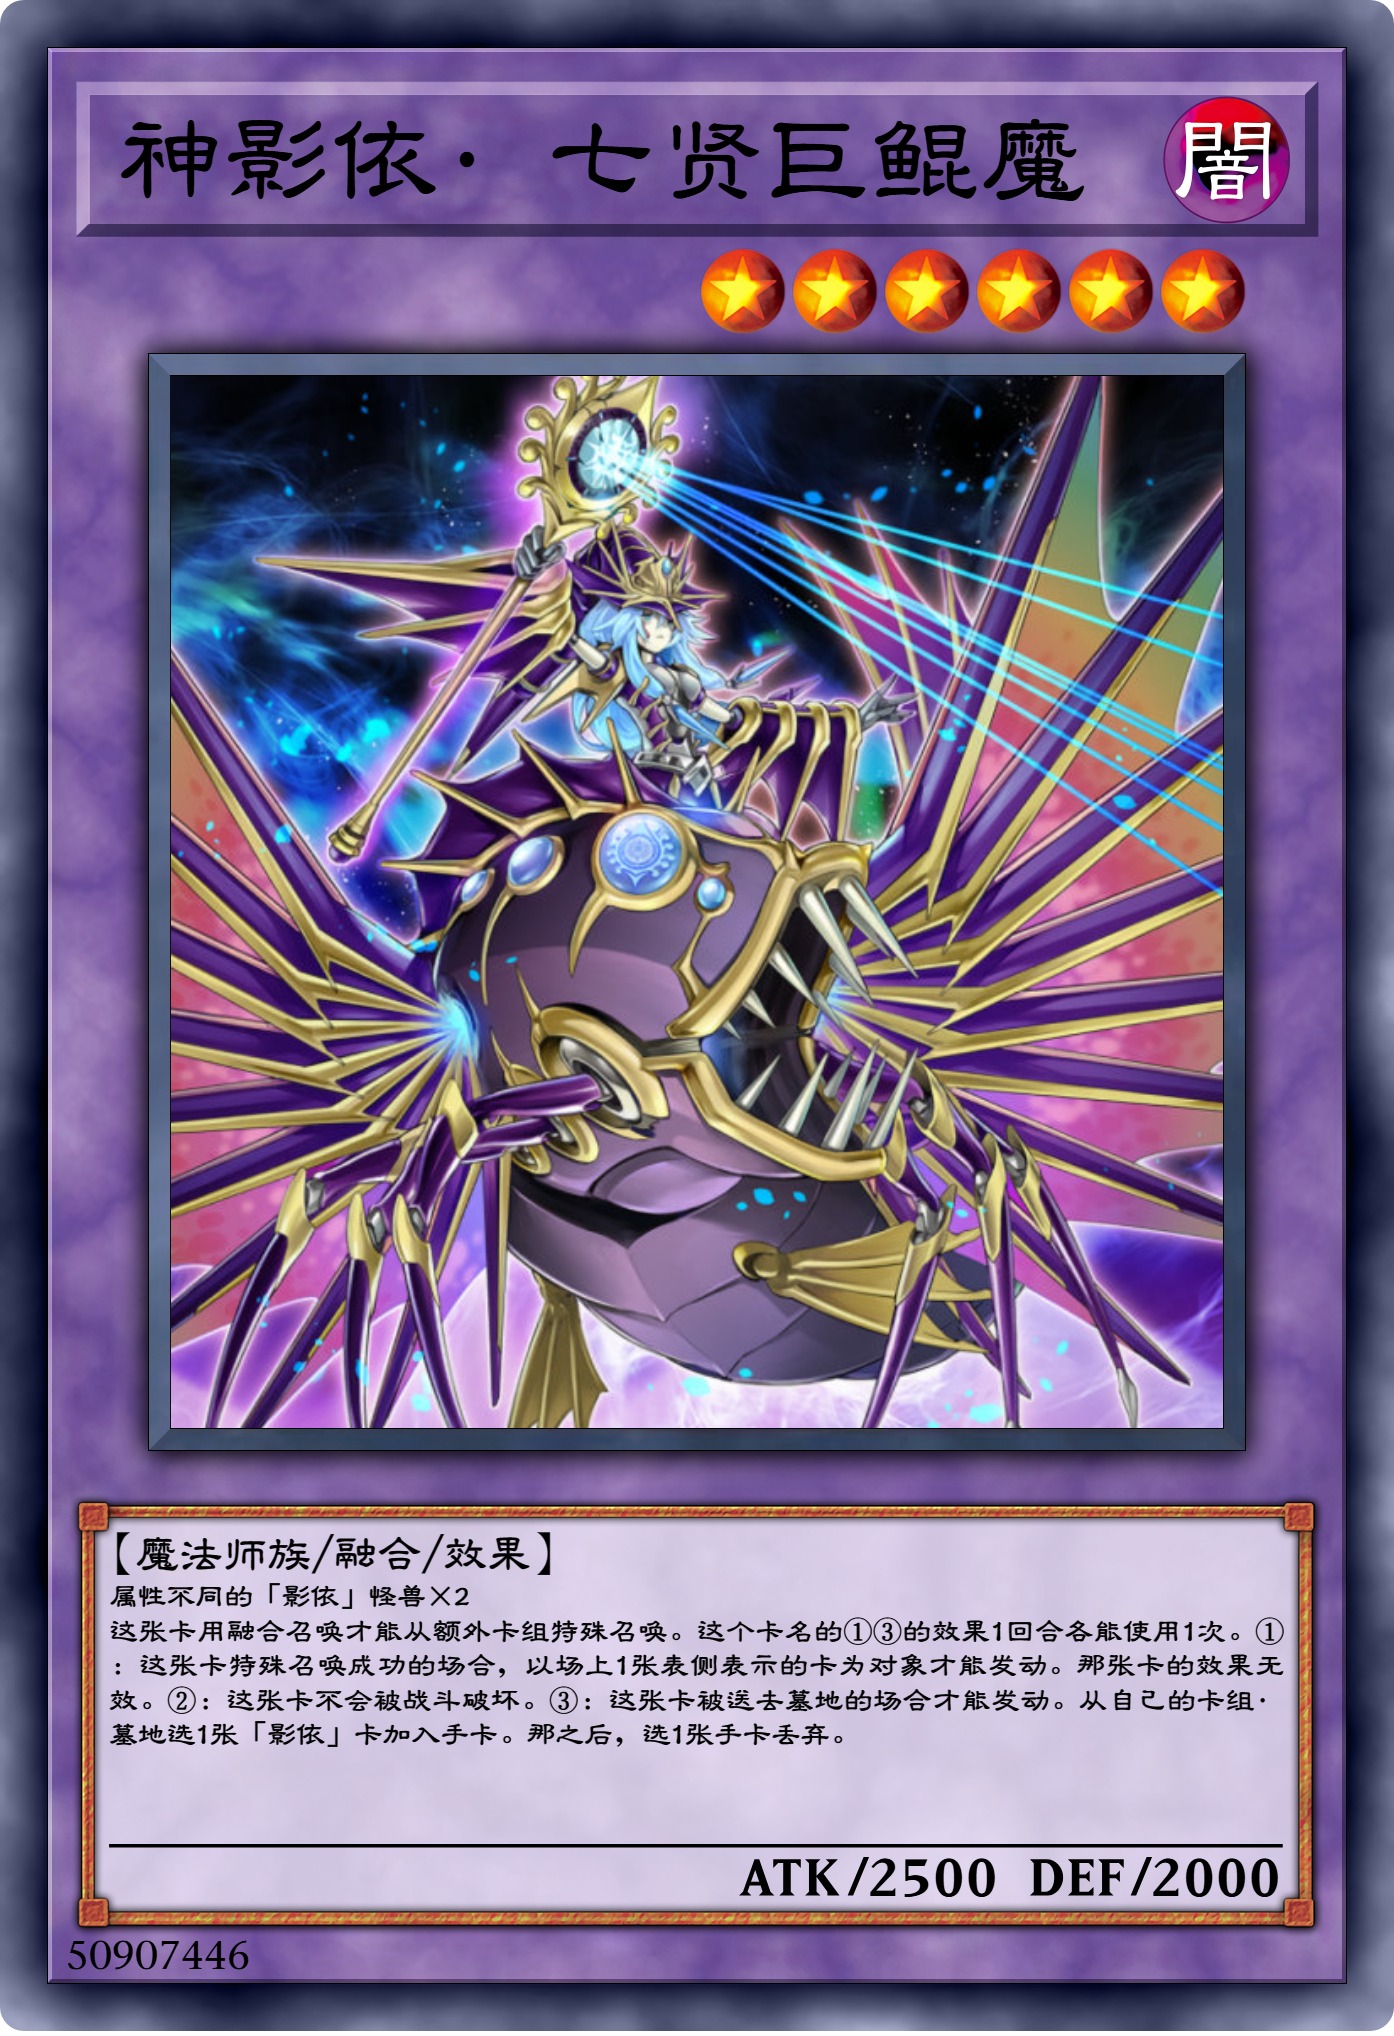 神影依·七贤巨鲲魔
闇
【魔法师族/融合/效果】
属性不同的「影依」怪兽×2
这张卡用融合召唤才能从额外卡组特殊召唤。这个卡名的①③的效果1回合各能使用1次。①
：这张卡特殊召唤成功的场合，以场上1张表侧表示的卡为对象才能发动。那张卡的效果无
效。②：这张卡不会被战斗破坏。③：这张卡被送去墓地的场合才能发动。从自己的卡组·
墓地选1张「影依」卡加入手卡。那之后，选1张手卡丢弃。
ATK/2500 DEF/2000
50907446